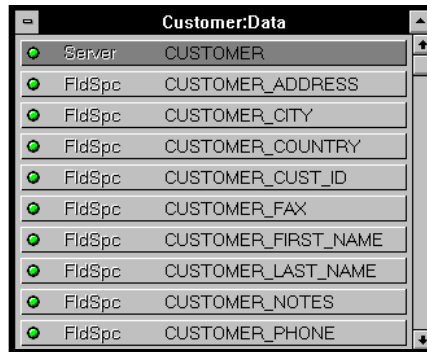 Customer:Data
Server CUSTOMER
FldSpc CUSTOMER_ADDRESS
FldSpc CUSTOMER_CITY
FldSpc CUSTOMER_COUNTRY
FldSpc CUSTOMER_CUST_ID
FldSpc CUSTOMER_FAX
FldSpc CUSTOMER_FIRST_NAME
FldSpc CUSTOMER_LAST_NAME
FldSpc CUSTOMER_NOTES
FldSpc CUSTOMER_PHONE